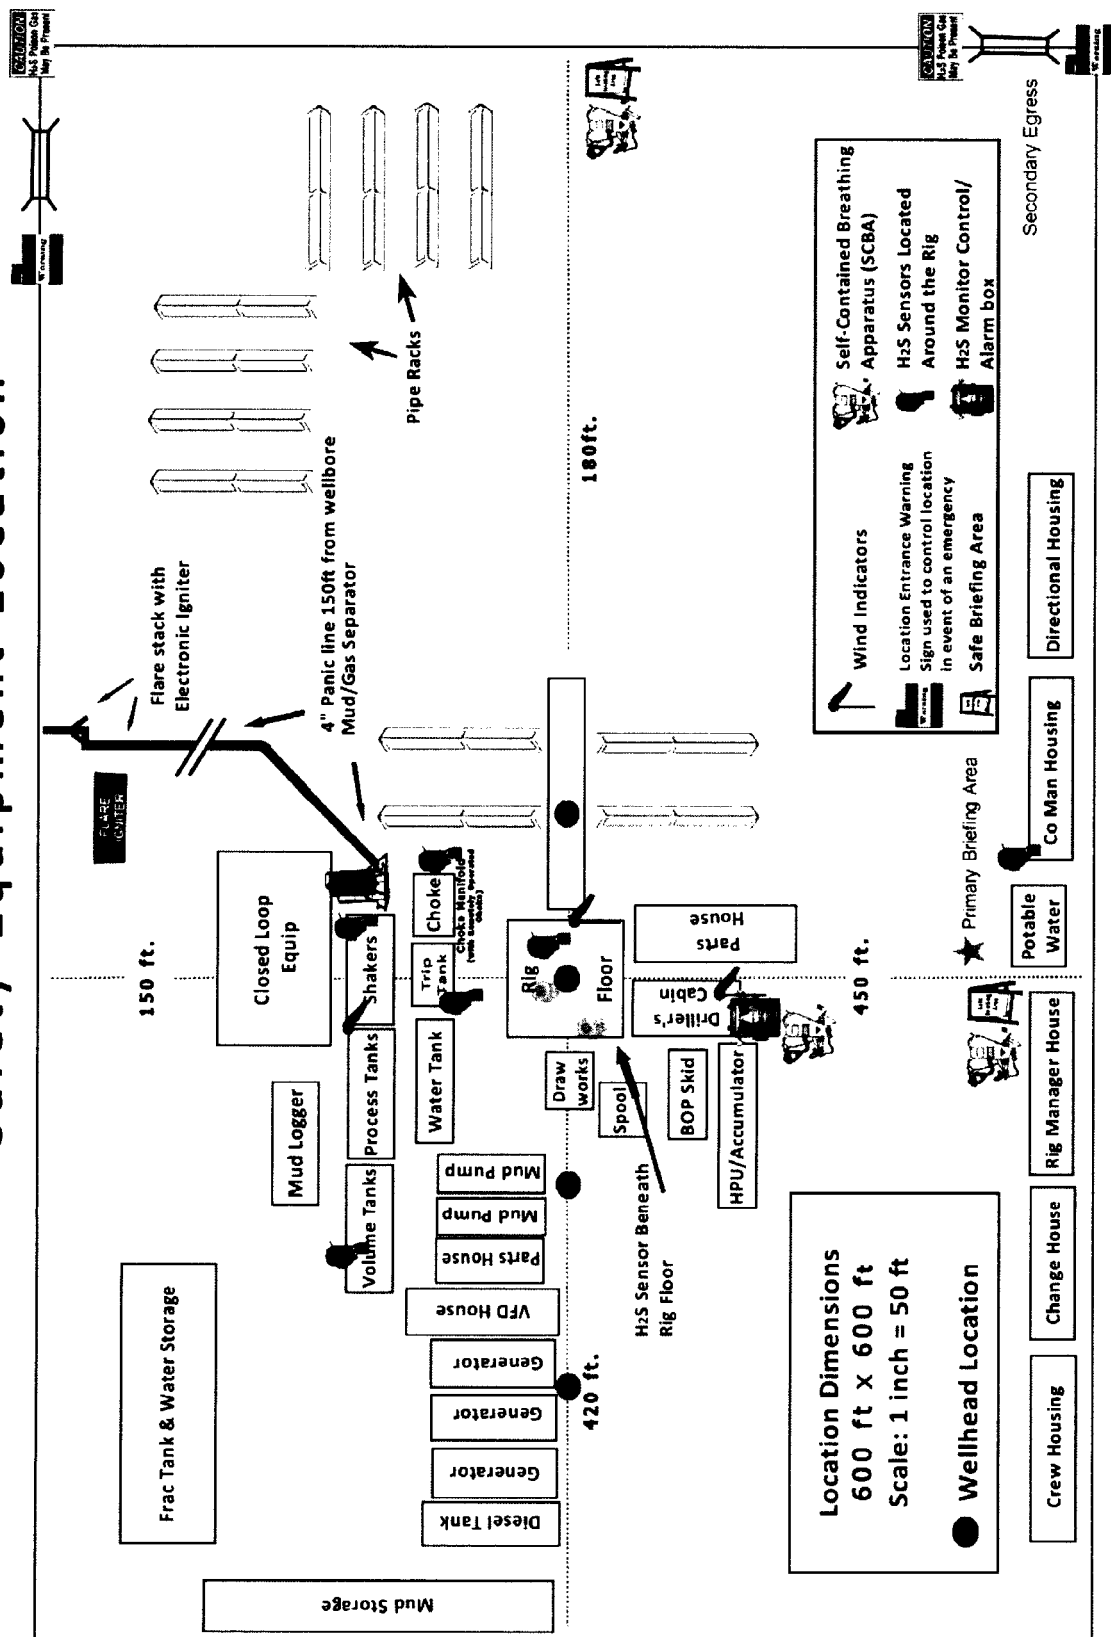 Safety Equipment Location
CAUTION
H2S Poison Gas
May Be Present
Warning
CAUTION
H2S Poison Gas
May Be Present
Warning
Secondary Egress
Flare stack with
Electronic Igniter
FLARE
IGNITER
4" Panic line 150ft from wellbore
Mud/Gas Separator
Pipe Racks
150 ft.
180ft.
420 ft.
450 ft.
Frac Tank & Water Storage
Closed Loop
Equip
Mud Logger
Volume Tanks
Process Tanks
Shakers
Water Tank
Trip
Tank
Choke
Choke Manifold
(with Remotely Operated
Choke)
Mud Storage
Diesel Tank
Generator
Generator
Generator
VFD House
Parts House
Mud Pump
Mud Pump
Draw
works
Rig
Floor
Spool
H2S Sensor Beneath
Rig Floor
BOP Skid
HPU/Accumulator
Driller's
Cabin
Parts
House
Wind Indicators
Warning
Location Entrance Warning
Sign used to control location
in event of an emergency
Safe Briefing Area
Self-Contained Breathing
Apparatus (SCBA)
H2S Sensors Located
Around the Rig
H2S Monitor Control/
Alarm box
Location Dimensions
600 ft X 600 ft
Scale: 1 inch = 50 ft
Wellhead Location
Primary Briefing Area
Crew Housing
Change House
Rig Manager House
Potable
Water
Co Man Housing
Directional Housing